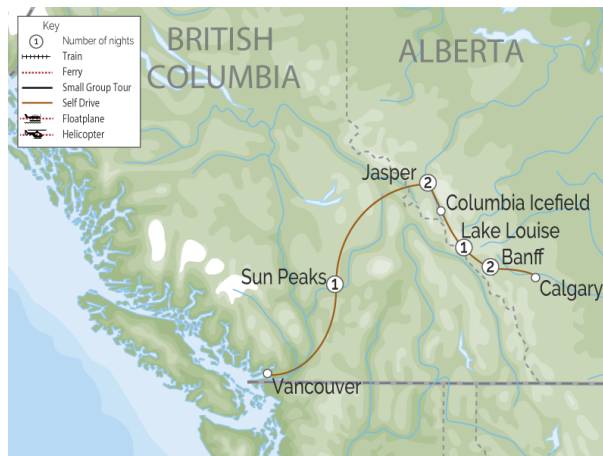 Key
1 Number of nights
Train
Ferry
Small Group Tour
Self Drive
Floatplane
Helicopter
BRITISH
COLUMBIA
ALBERTA
Jasper 2
Columbia Icefield
Lake Louise
1
2 Banff
Calgary
Sun Peaks 1
Vancouver